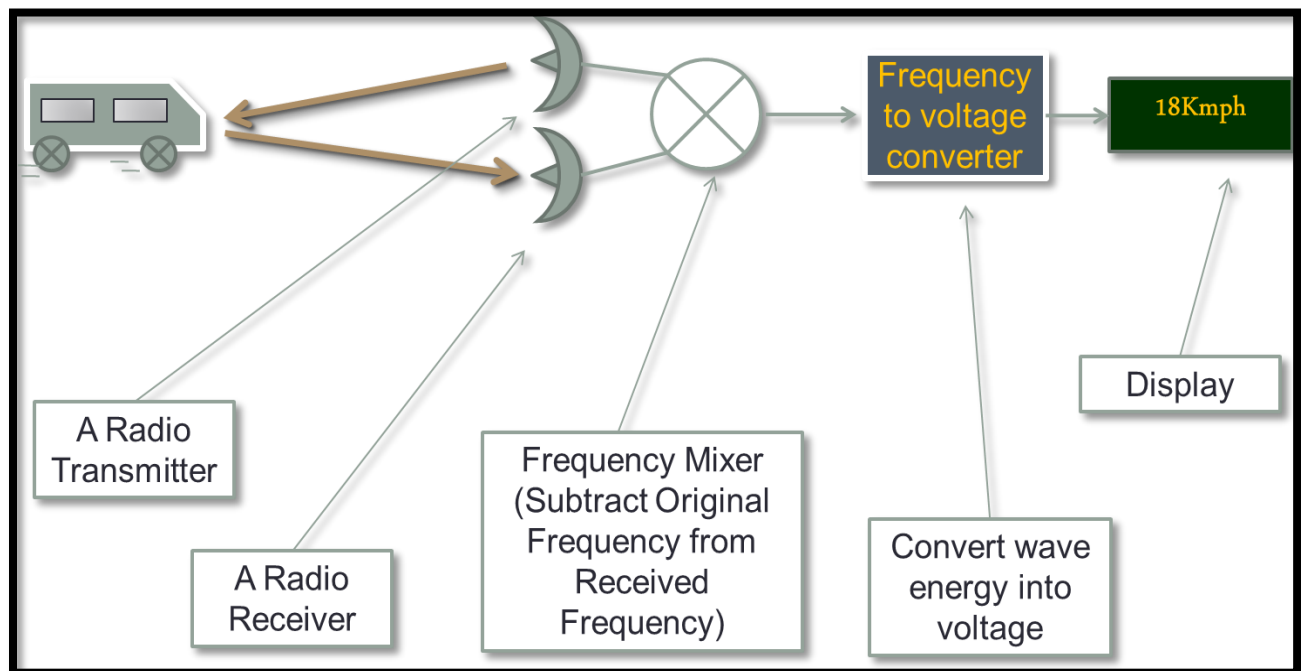 Frequency
to voltage
converter
18Kmph
A Radio
Transmitter
A Radio
Receiver
Frequency Mixer
(Subtract Original
Frequency from
Received
Frequency)
Convert wave
energy into
voltage
Display